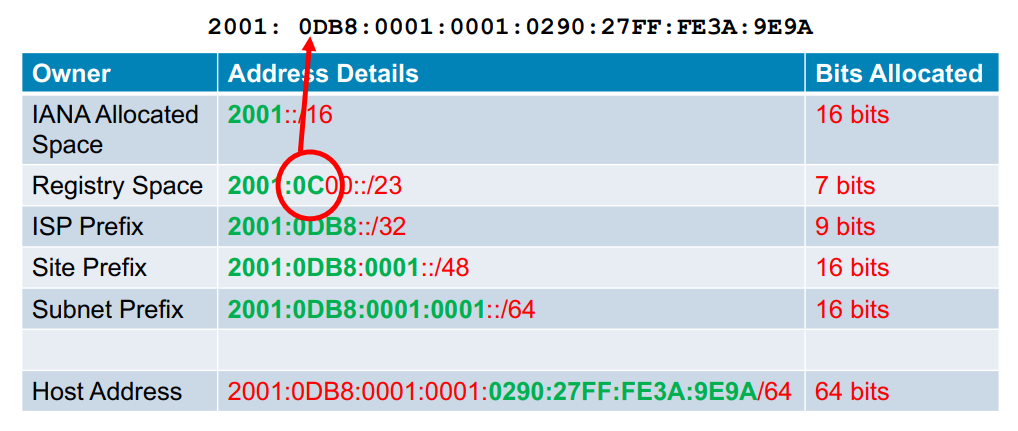 2001: 0DB8:0001:0001:0290:27FF:FE3A:9E9A
Owner Address Details Bits Allocated
IANA Allocated Space 2001::/16 16 bits
Registry Space 2001:0C00::/23 7 bits
ISP Prefix 2001:0DB8::/32 9 bits
Site Prefix 2001:0DB8:0001::/48 16 bits
Subnet Prefix 2001:0DB8:0001:0001::/64 16 bits
Host Address 2001:0DB8:0001:0001:0290:27FF:FE3A:9E9A/64 64 bits